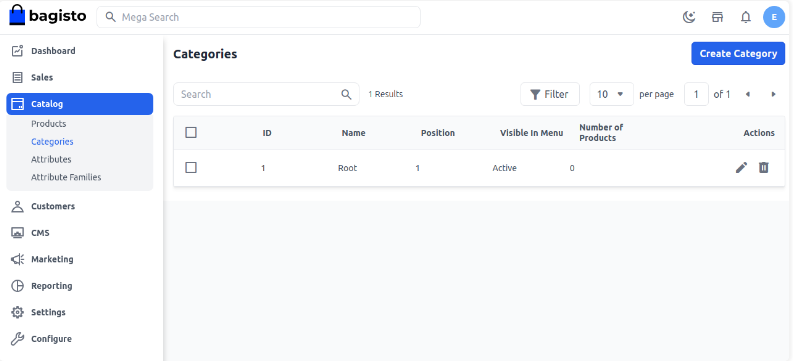 bagisto
Mega Search
E
Dashboard
Sales
Catalog
Products
Categories
Attributes
Attribute Families
Customers
CMS
Marketing
Reporting
Settings
Configure
Categories
Create Category
Search
1 Results
Filter
10
per page
1
of 1
ID
Name
Position
Visible In Menu
Number of
Products
Actions
1
Root
1
Active
0